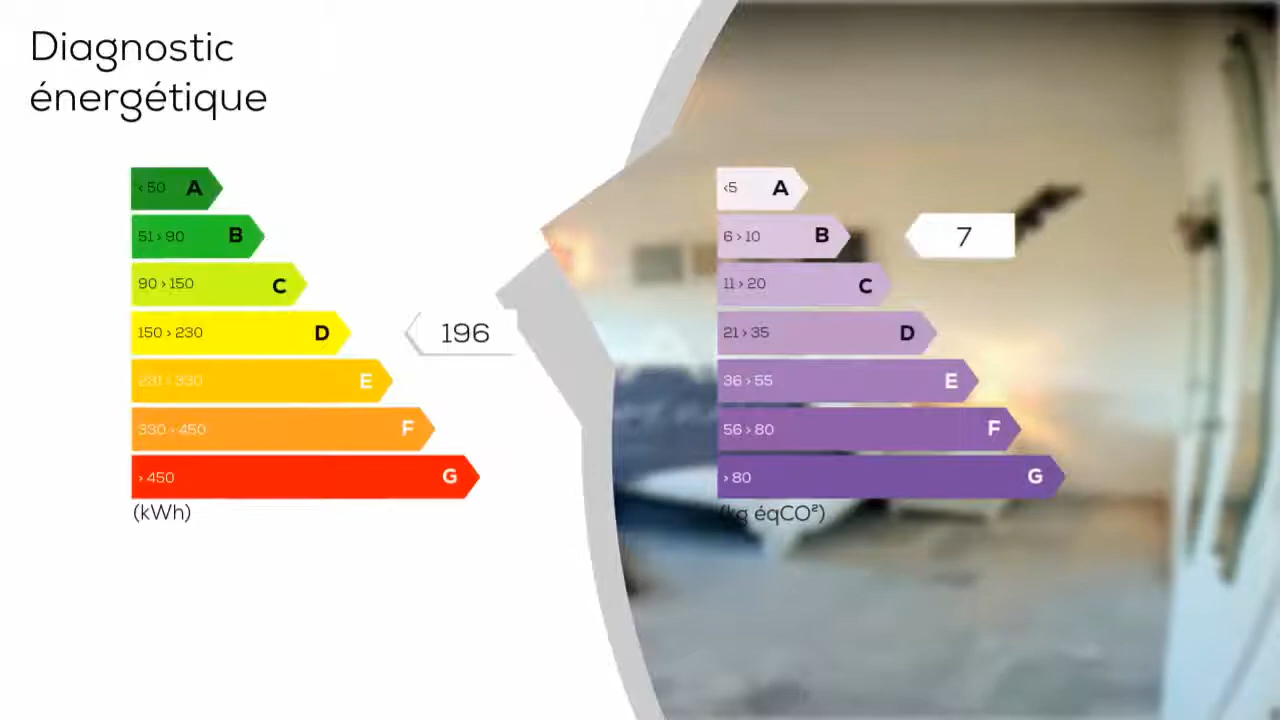 Diagnostic
énergétique
< 50 A
51 > 90 B
90 > 150 C
150 > 230 D
231 > 330 E
330 > 450 F
> 450 G
(kWh)
196
<5 A
6 > 10 B
11 > 20 C
21 > 35 D
36 > 55 E
56 > 80 F
> 80 G
(kg éqCO²)
7